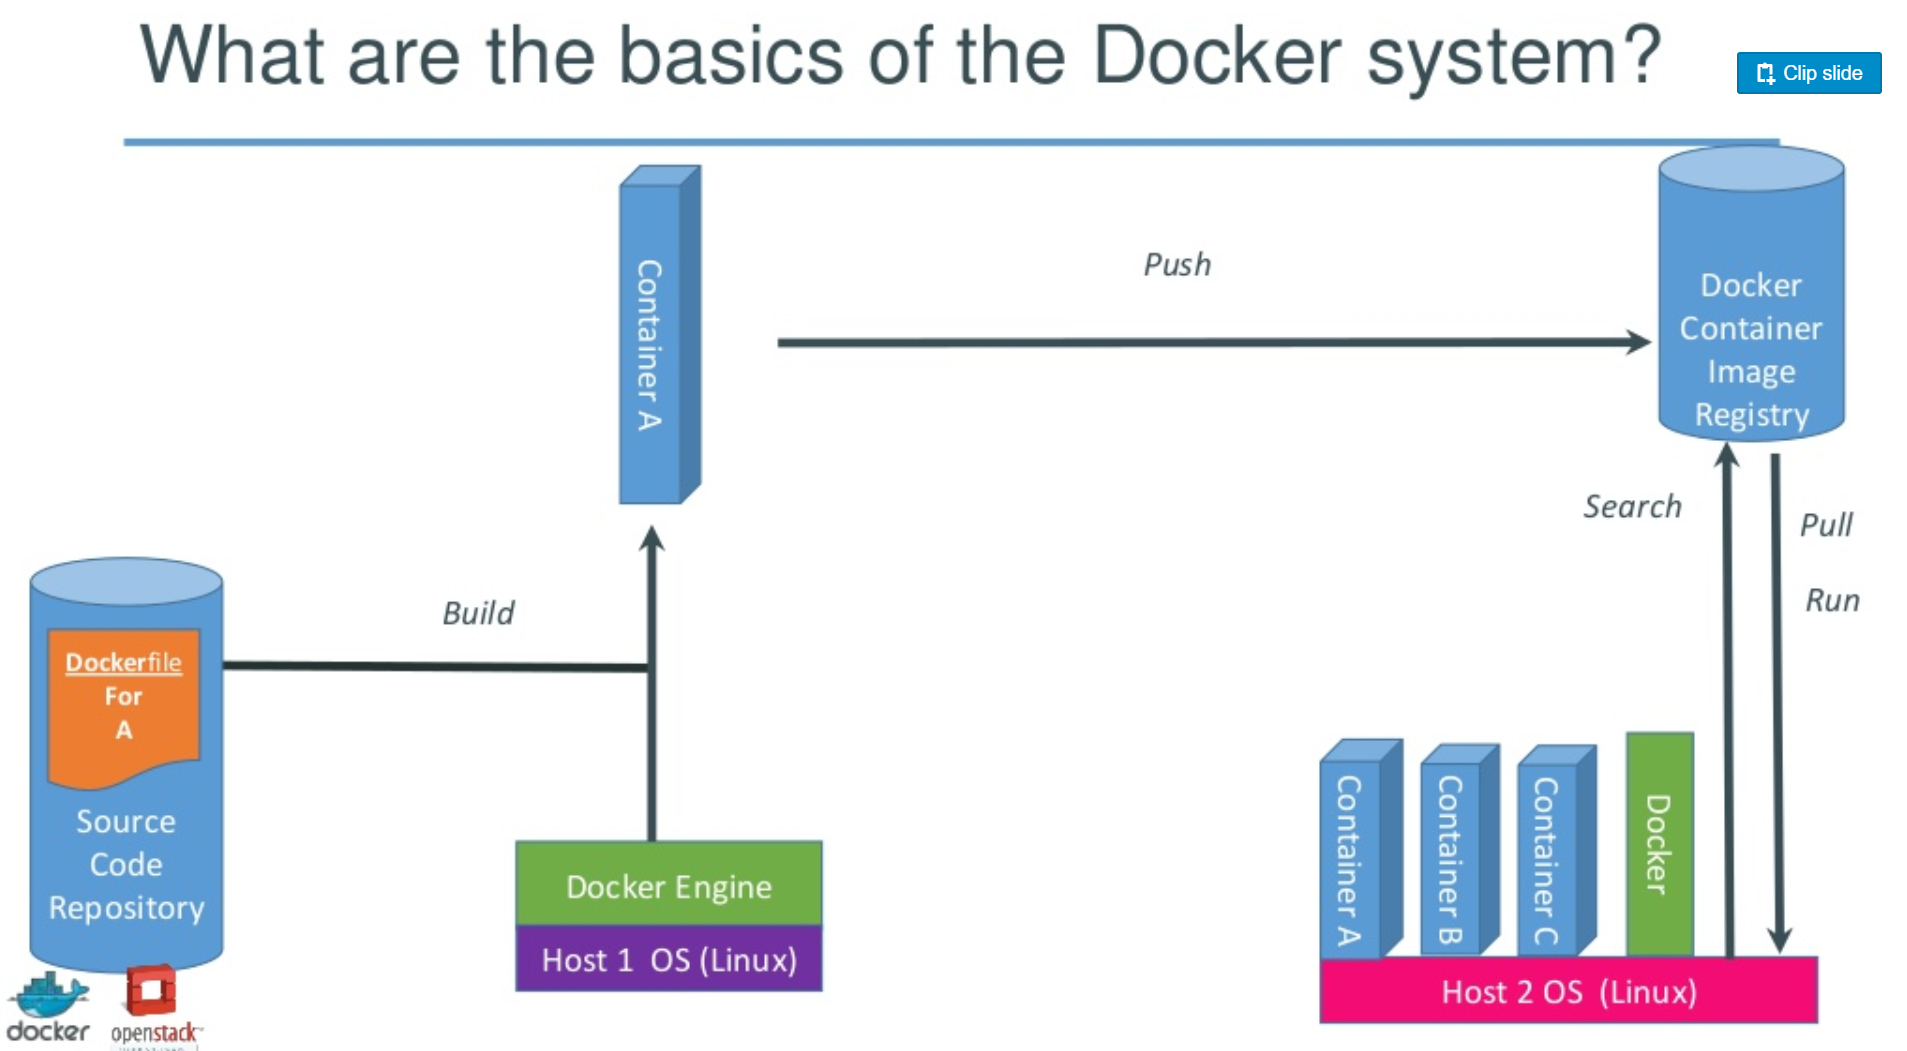 What are the basics of the Docker system?
Clip slide
Container A
Push
Docker
Container
Image
Registry
Search
Pull
Run
Build
Dockerfile
For
A
Source
Code
Repository
Docker Engine
Host 1 OS (Linux)
Container A
Container B
Container C
Docker
Host 2 OS (Linux)
docker
openstack